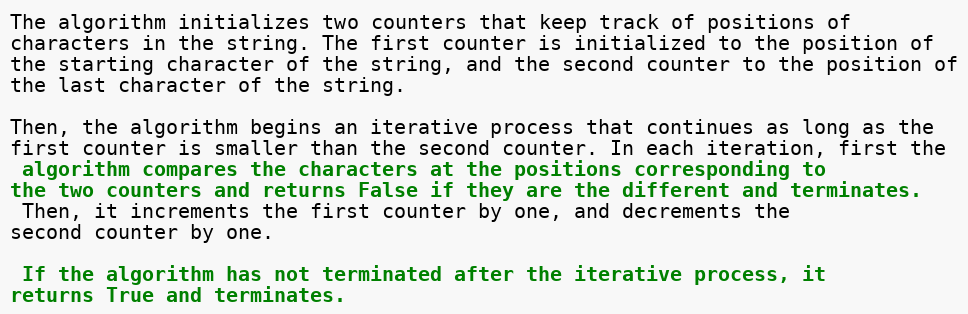 The algorithm initializes two counters that keep track of positions of
characters in the string. The first counter is initialized to the position of
the starting character of the string, and the second counter to the position of
the last character of the string.
Then, the algorithm begins an iterative process that continues as long as the
first counter is smaller than the second counter. In each iteration, first the
algorithm compares the characters at the positions corresponding to
the two counters and returns False if they are the different and terminates.
Then, it increments the first counter by one, and decrements the
second counter by one.
If the algorithm has not terminated after the iterative process, it
returns True and terminates.